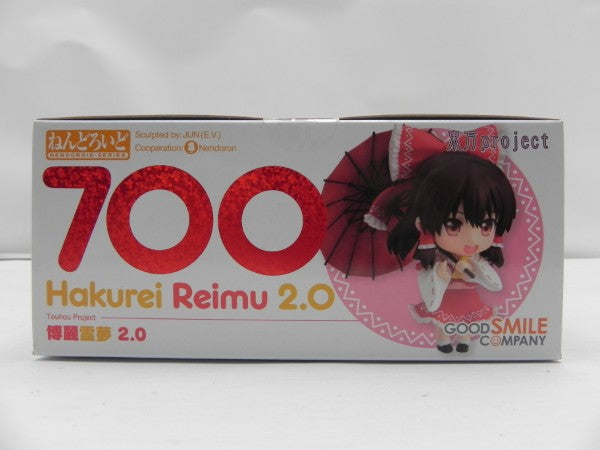 ねんどろいど
NENDOROID・SERIES
Sculpted by: JUN (E.V.)
Cooperation: Nendoron
700
Hakurei Reimu 2.0
Touhou Project
博麗霊夢 2.0
東方project
GOOD SMILE
COMPANY